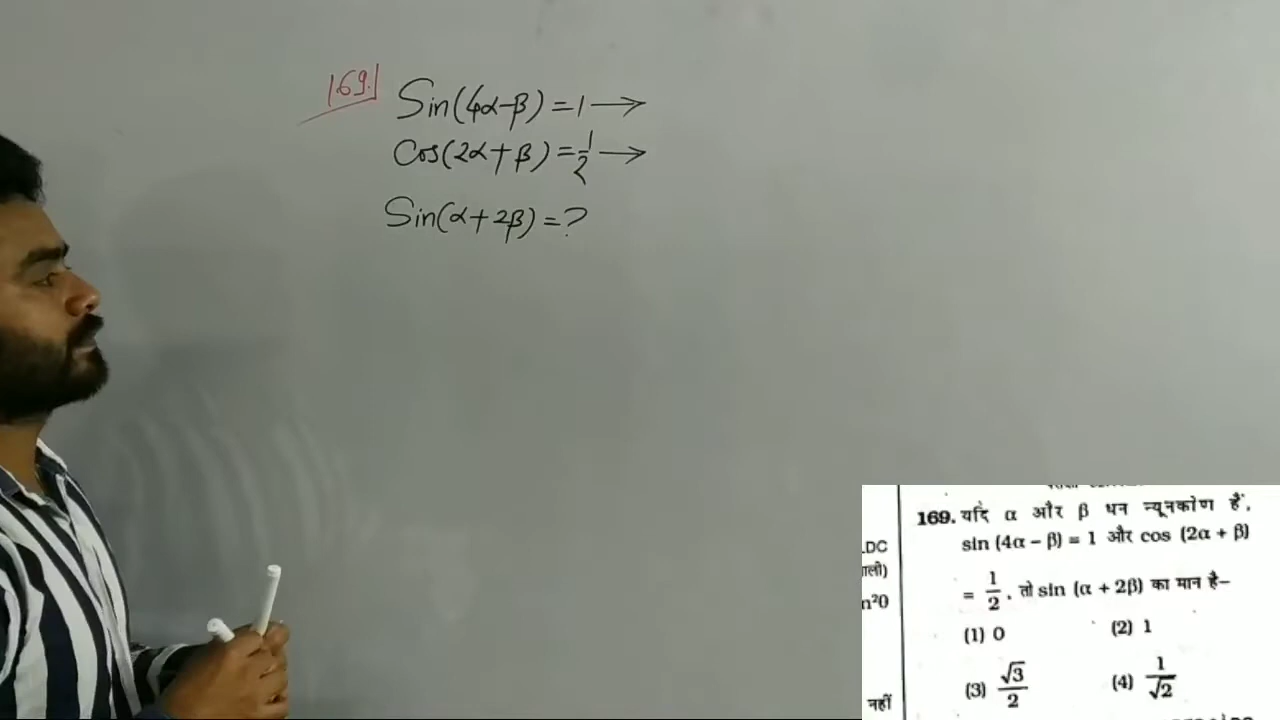 169.
Sin(4α-β)=1→
Cos(2α+β)=1/2→
Sin(α+2β)=?
169. यदि α और β धन न्यूनकोण हैं,
sin (4α – β) = 1 और cos (2α + β)
= 1/2, तो sin (α + 2β) का मान है–
(1) 0 (2) 1
(3) √3/2 (4) 1/√2
DC
n²0
नहीं